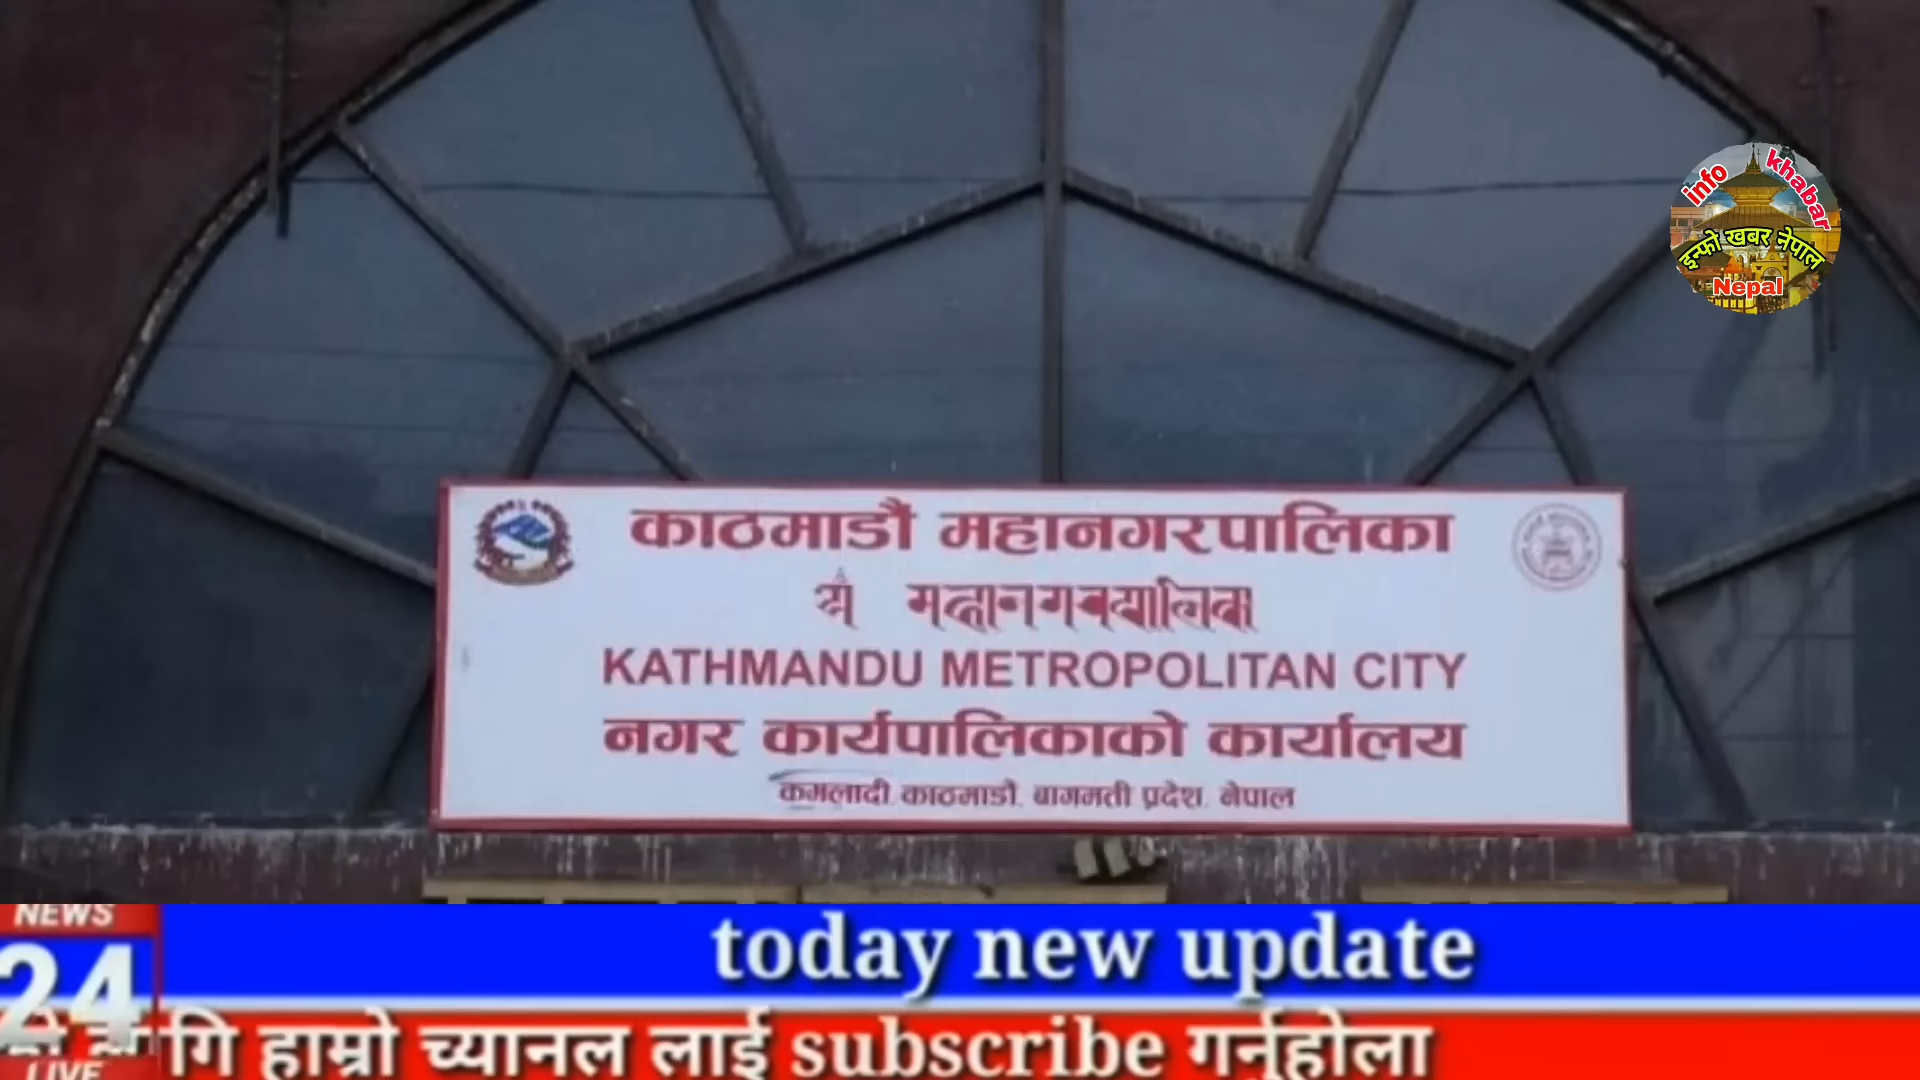 info khabar
इन्फो खबर नेपाल
Nepal
काठमाडौं महानगरपालिका
KATHMANDU METROPOLITAN CITY
नगर कार्यपालिकाको कार्यालय
कमलादी, काठमाडौं, बागमती प्रदेश, नेपाल
NEWS
24
LIVE
today new update
गि हाम्रो च्यानल लाई subscribe गर्नुहोला